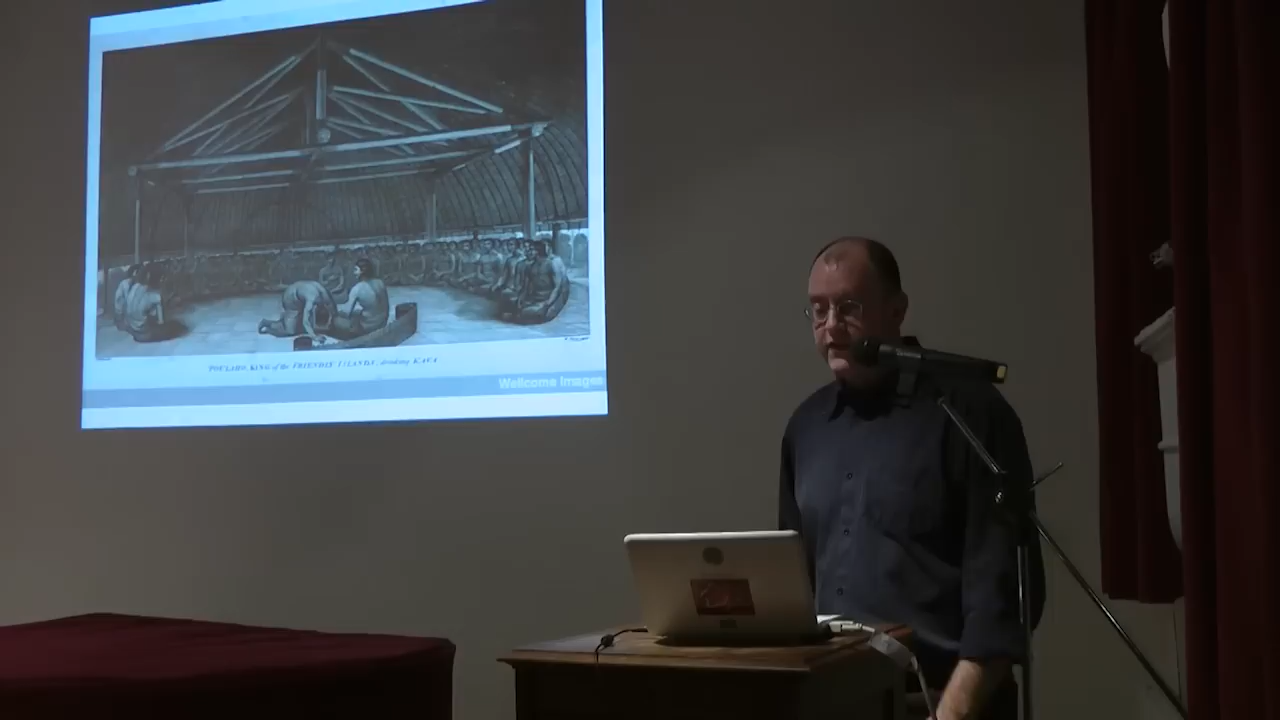 POULAHO, KING of the FRIENDLY ISLANDS, drinking KAVA
Wellcome Images